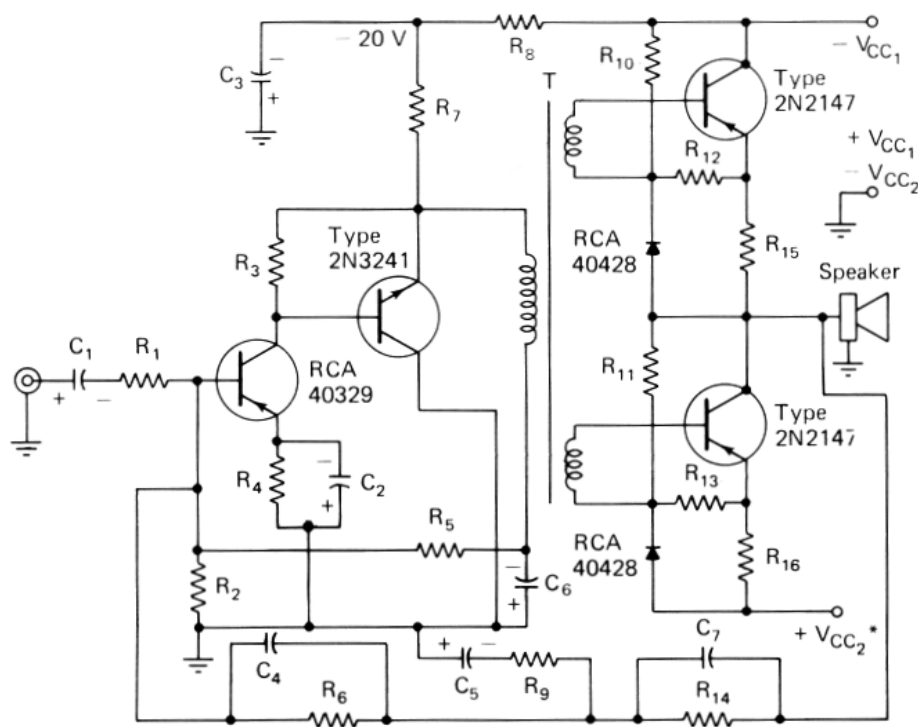 − 20 V
R8
R10
− VCC1
C3
−
+
R7
T
Type
2N2147
R12
+ VCC1
− VCC2
R3
Type
2N3241
RCA
40428
R15
Speaker
C1
R1
+
−
RCA
40329
R11
Type
2N2147
R4
−
C2
+
R5
R13
R2
−
C6
+
RCA
40428
R16
+ VCC2*
C4
+
−
C5
R9
C7
R6
R14